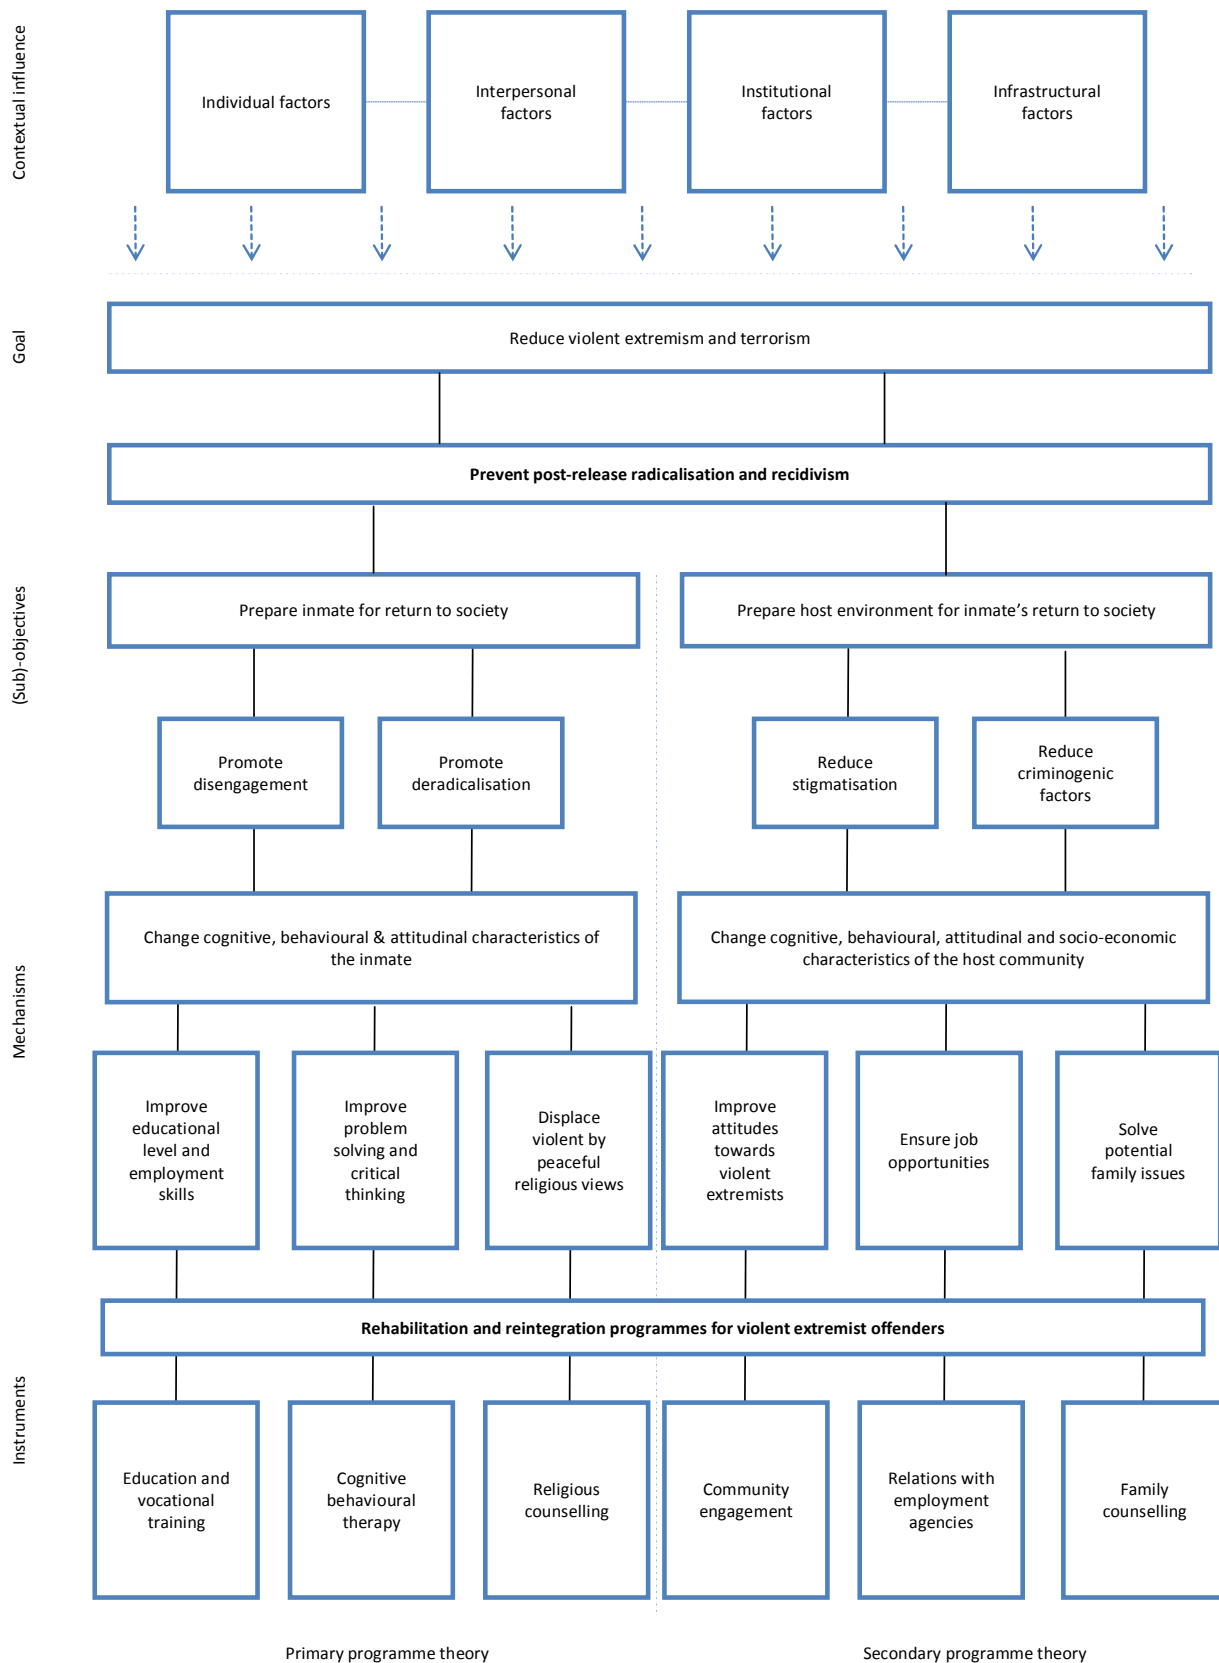 Contextual influence
Individual factors
Interpersonal
factors
Institutional
factors
Infrastructural
factors
Goal
Reduce violent extremism and terrorism
Prevent post-release radicalisation and recidivism
(Sub)-objectives
Prepare inmate for return to society
Prepare host environment for inmate’s return to society
Promote
disengagement
Promote
deradicalisation
Reduce
stigmatisation
Reduce
criminogenic
factors
Mechanisms
Change cognitive, behavioural & attitudinal characteristics of
the inmate
Change cognitive, behavioural, attitudinal and socio-economic
characteristics of the host community
Improve
educational
level and
employment
skills
Improve
problem
solving and
critical
thinking
Displace
violent by
peaceful
religious views
Improve
attitudes
towards
violent
extremists
Ensure job
opportunities
Solve
potential
family issues
Rehabilitation and reintegration programmes for violent extremist offenders
Instruments
Education and
vocational
training
Cognitive
behavioural
therapy
Religious
counselling
Community
engagement
Relations with
employment
agencies
Family
counselling
Primary programme theory
Secondary programme theory